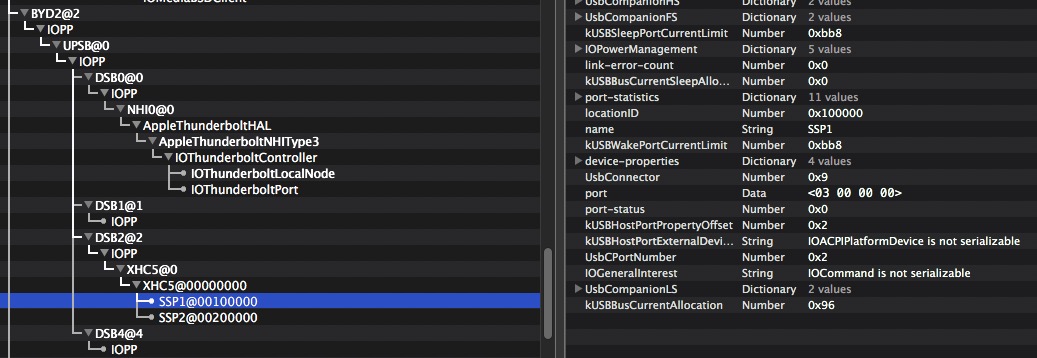 BYD2@2
IOPP
UPSB@0
IOPP
DSB0@0
IOPP
NHI0@0
AppleThunderboltHAL
AppleThunderboltNHIType3
IOThunderboltController
IOThunderboltLocalNode
IOThunderboltPort
DSB1@1
IOPP
DSB2@2
IOPP
XHC5@0
XHC5@00000000
SSP1@00100000
SSP2@00200000
DSB4@4
IOPP
UsbCompanionHS Dictionary 2 values
UsbCompanionFS Dictionary 2 values
kUSBSleepPortCurrentLimit Number 0xbb8
IOPowerManagement Dictionary 5 values
link-error-count Number 0x0
kUSBBusCurrentSleepAllo... Number 0x0
port-statistics Dictionary 11 values
locationID Number 0x100000
name String SSP1
kUSBWakePortCurrentLimit Number 0xbb8
device-properties Dictionary 4 values
UsbConnector Number 0x9
port Data <03 00 00 00>
port-status Number 0x0
kUSBHostPortPropertyOffset Number 0x2
kUSBHostPortExternalDevi... String IOACPIPlatformDevice is not serializable
UsbCPortNumber Number 0x2
IOGeneralInterest String IOCommand is not serializable
UsbCompanionLS Dictionary 2 values
kUSBBusCurrentAllocation Number 0x96